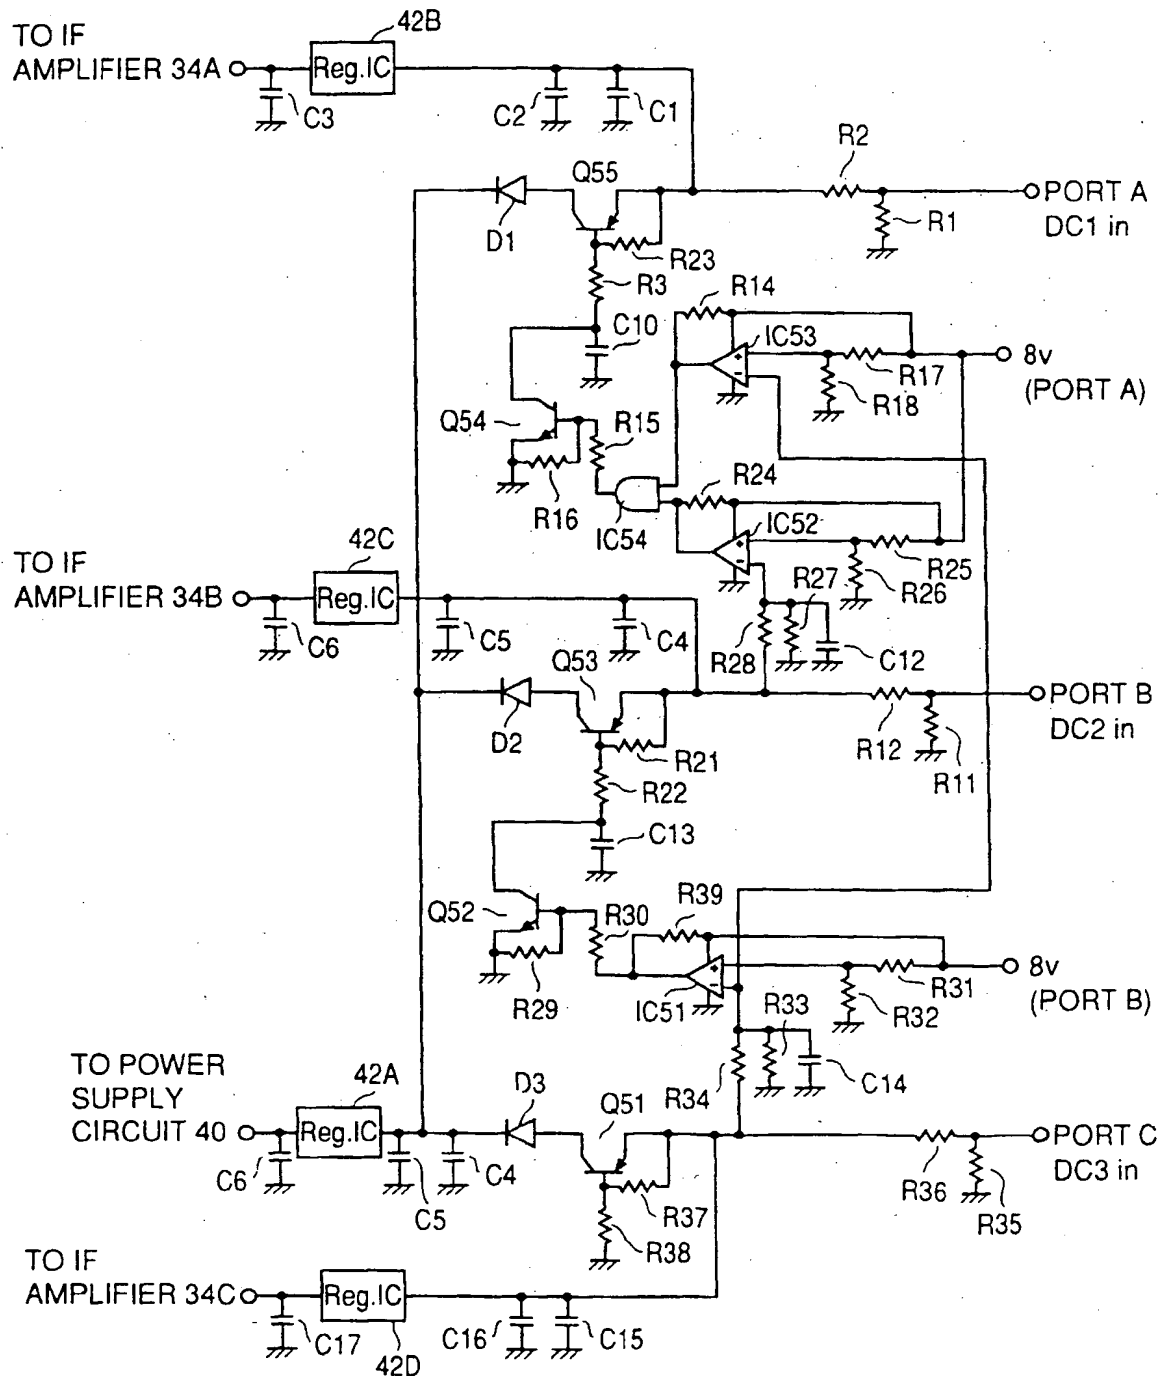 42B
TO IF
AMPLIFIER 34A
Reg.IC
C3
C2
C1
R2
Q55
PORT A
DC1 in
D1
R1
R23
R3
R14
C10
IC53
8v
(PORT A)
R17
R18
Q54
R15
R24
R16
IC54
IC52
42C
TO IF
AMPLIFIER 34B
Reg.IC
R25
R27
R26
C6
C5
C4
R28
C12
Q53
PORT B
DC2 in
D2
R12
R21
R11
R22
C13
R39
Q52
R30
8v
(PORT B)
R31
R29
IC51
R33
R32
TO POWER
SUPPLY
CIRCUIT 40
42A
Reg.IC
D3
R34
C14
Q51
PORT C
DC3 in
C6
C4
C5
R36
R37
R35
R38
TO IF
AMPLIFIER 34C
Reg.IC
C17
C16
C15
42D